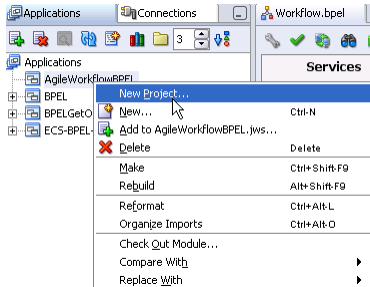 Applications
Connections
Workflow.bpel
3
Services
Applications
AgileWorkflowBPEL
BPEL
BPELGetO
ECS-BPEL-
New Project...
New... Ctrl-N
Add to AgileWorkflowBPEL.jws...
Delete Delete
Make Ctrl+Shift-F9
Rebuild Alt+Shift-F9
Reformat Ctrl+Alt-L
Organize Imports Ctrl+Alt-O
Check Out Module...
Compare With
Replace With